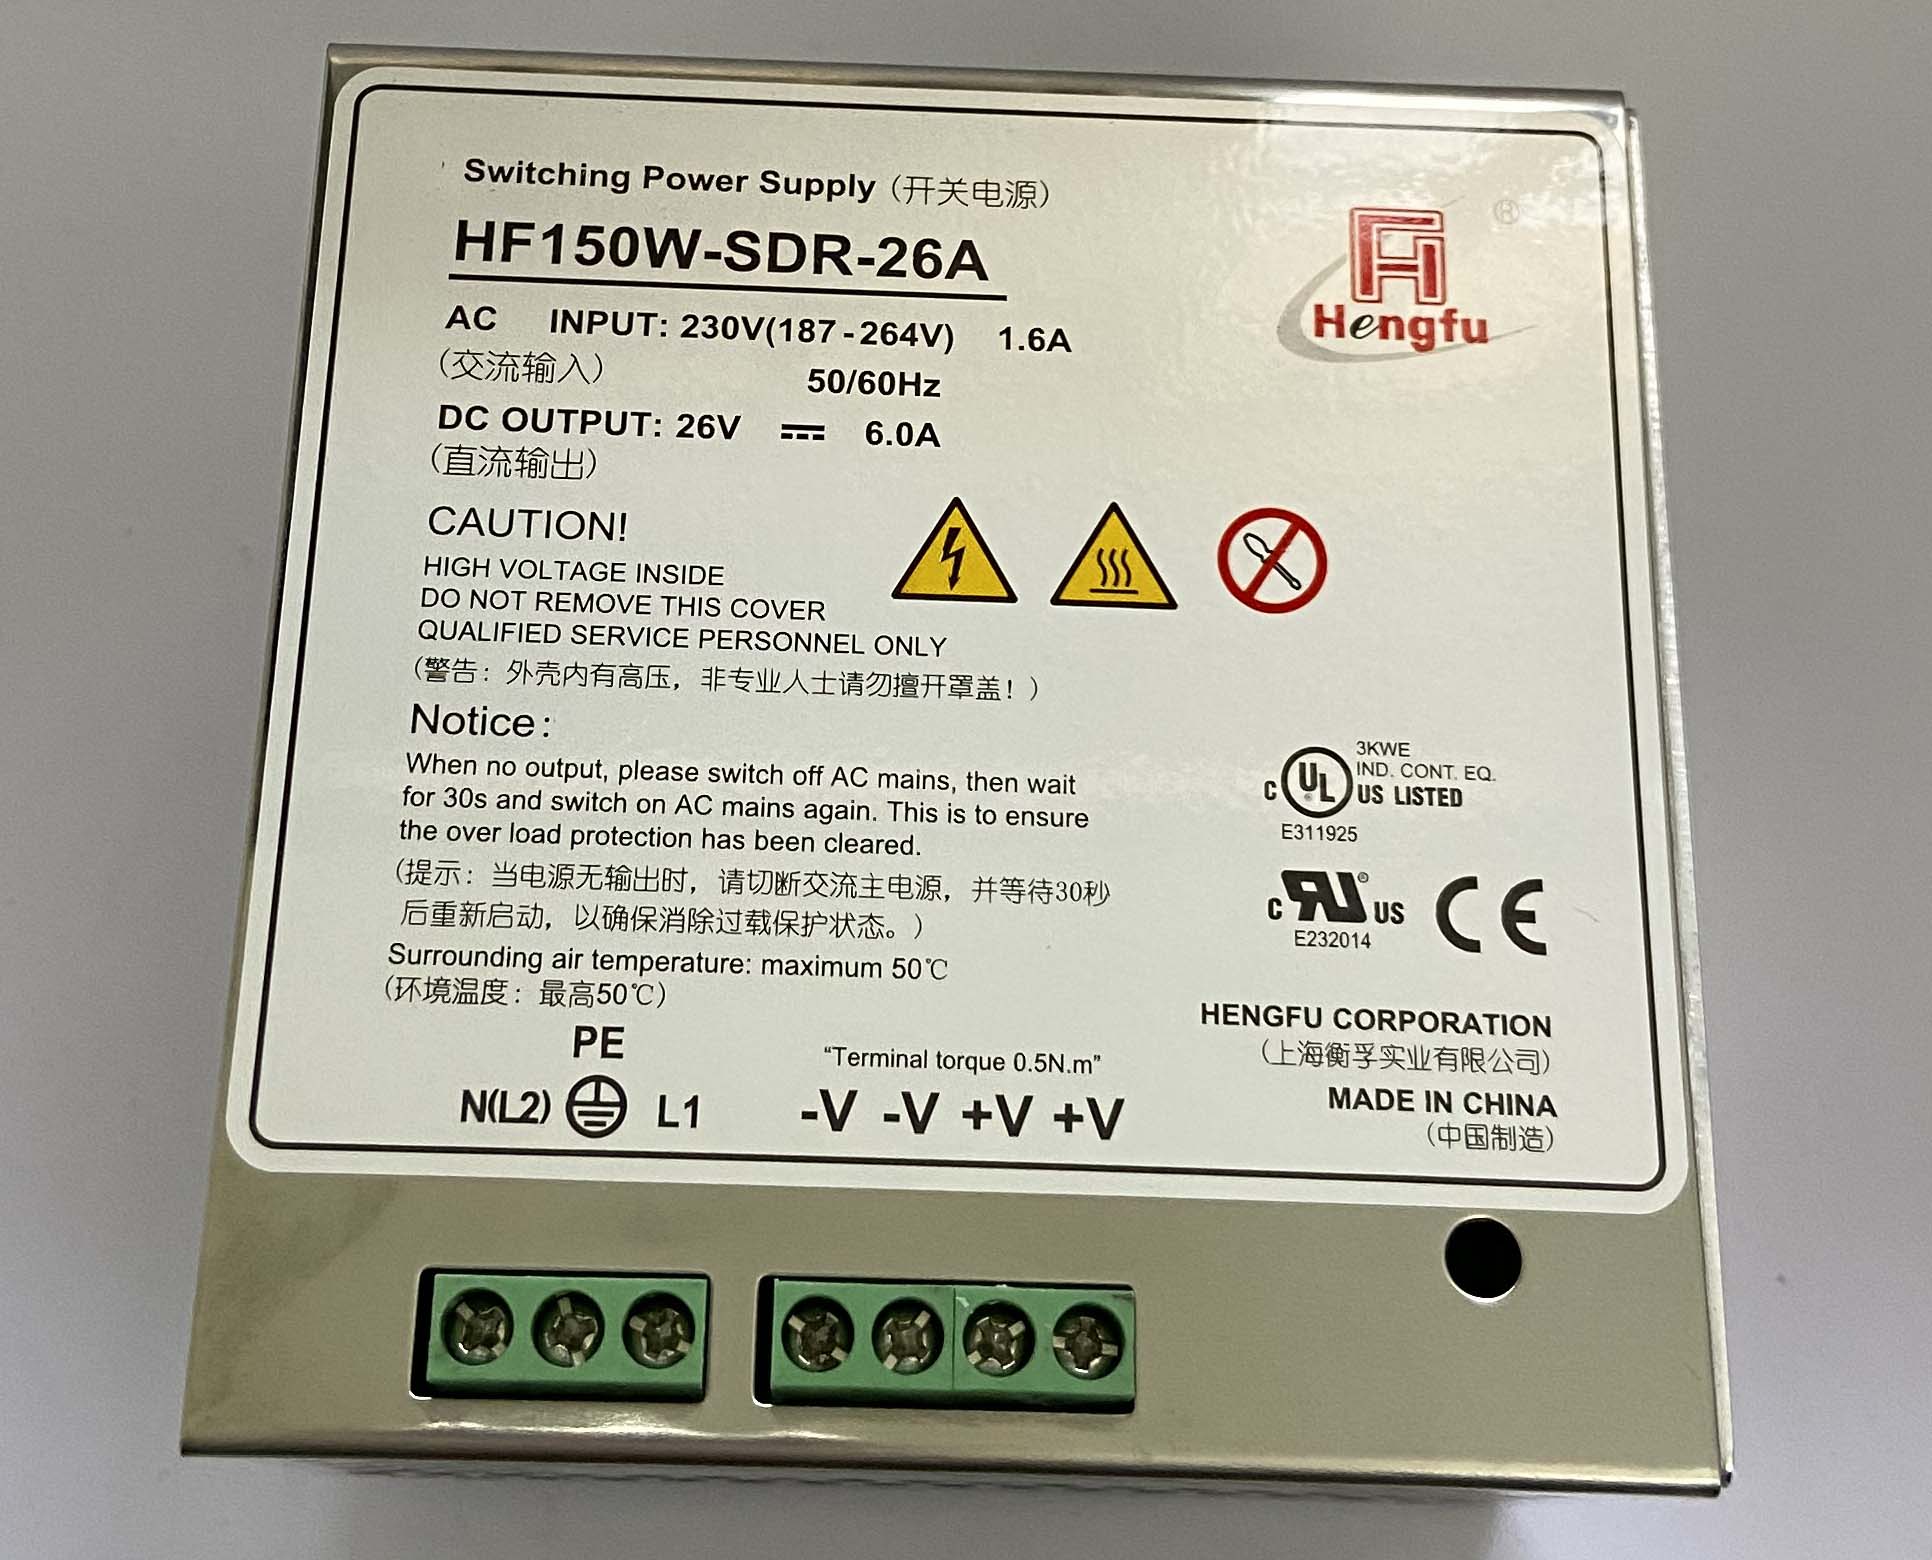 Switching Power Supply (开关电源)
HF150W-SDR-26A
AC INPUT: 230V(187-264V) 1.6A
(交流输入) 50/60Hz
DC OUTPUT: 26V 6.0A
(直流输出)
Hengfu
®
CAUTION!
HIGH VOLTAGE INSIDE
DO NOT REMOVE THIS COVER
QUALIFIED SERVICE PERSONNEL ONLY
(警告: 外壳内有高压, 非专业人士请勿擅开罩盖! )
Notice:
When no output, please switch off AC mains, then wait
for 30s and switch on AC mains again. This is to ensure
the over load protection has been cleared.
(提示: 当电源无输出时, 请切断交流主电源, 并等待30秒
后重新启动, 以确保消除过载保护状态。)
Surrounding air temperature: maximum 50℃
(环境温度: 最高50℃)
PE
N(L2) L1
"Terminal torque 0.5N.m"
-V -V +V +V
3KWE
IND. CONT. EQ.
C UL US LISTED
E311925
C RU® US
E232014
CE
HENGFU CORPORATION
(上海衡孚实业有限公司)
MADE IN CHINA
(中国制造)